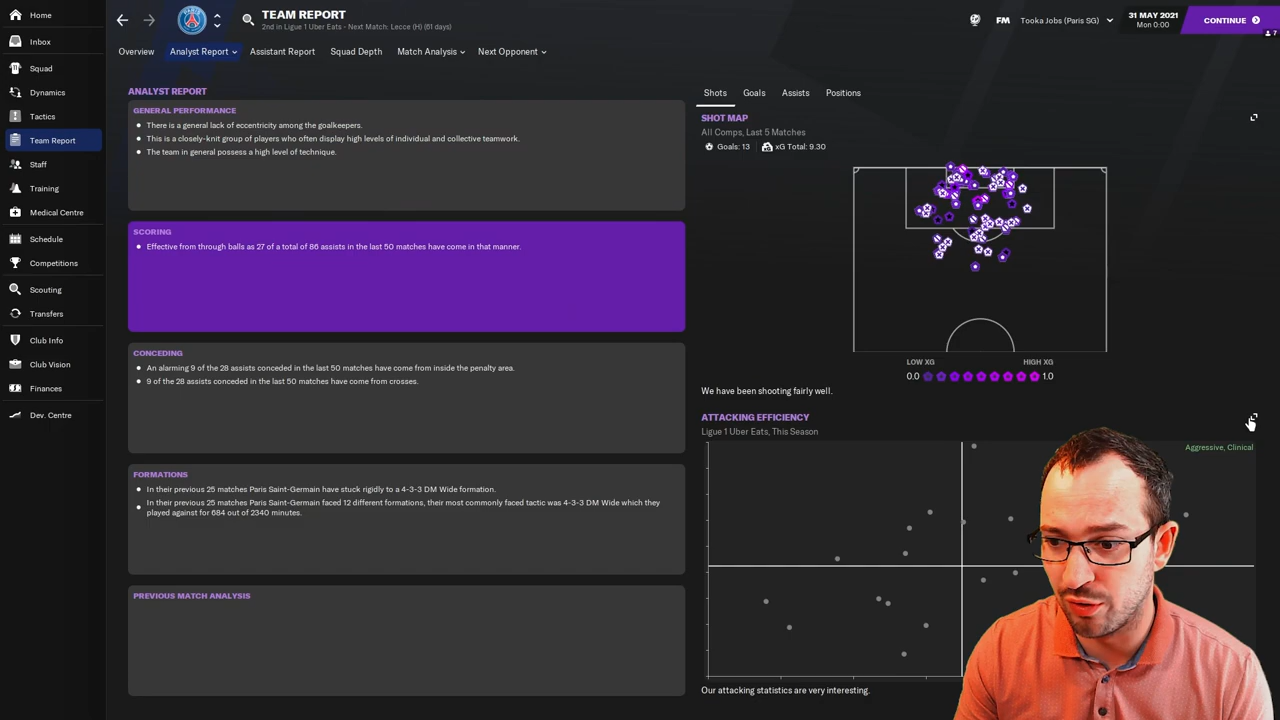 Home
Inbox
Squad
Dynamics
Tactics
Team Report
Staff
Training
Medical Centre
Schedule
Competitions
Scouting
Transfers
Club Info
Club Vision
Finances
Dev. Centre
TEAM REPORT
2nd in Ligue 1 Uber Eats - Next Match: Lecce (H) (61 days)
FM
Tooka Jobs (Paris SG)
31 MAY 2021
Mon 0:00
CONTINUE
7
Overview
Analyst Report
Assistant Report
Squad Depth
Match Analysis
Next Opponent
ANALYST REPORT
GENERAL PERFORMANCE
There is a general lack of eccentricity among the goalkeepers.
This is a closely-knit group of players who often display high levels of individual and collective teamwork.
The team in general possess a high level of technique.
SCORING
Effective from through balls as 27 of a total of 86 assists in the last 50 matches have come in that manner.
CONCEDING
An alarming 9 of the 28 assists conceded in the last 50 matches have come from inside the penalty area.
9 of the 28 assists conceded in the last 50 matches have come from crosses.
FORMATIONS
In their previous 25 matches Paris Saint-Germain have stuck rigidly to a 4-3-3 DM Wide formation.
In their previous 25 matches Paris Saint-Germain faced 12 different formations, their most commonly faced tactic was 4-3-3 DM Wide which they
played against for 684 out of 2340 minutes.
PREVIOUS MATCH ANALYSIS
Shots
Goals
Assists
Positions
SHOT MAP
All Comps, Last 5 Matches
Goals: 13
xG Total: 9.30
LOW XG
HIGH XG
0.0
1.0
We have been shooting fairly well.
ATTACKING EFFICIENCY
Ligue 1 Uber Eats, This Season
Aggressive, Clinical
Our attacking statistics are very interesting.